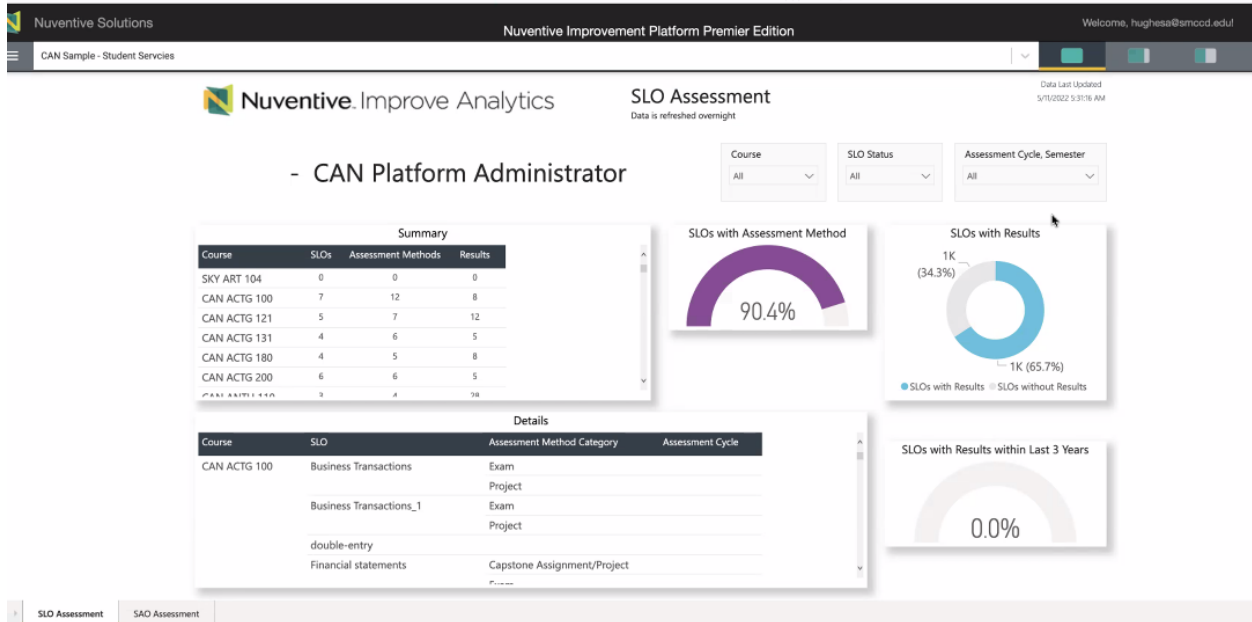 Nuventive Solutions
Nuventive Improvement Platform Premier Edition
Welcome, hughesa@smccd.edu!
CAN Sample - Student Servcies
Nuventive. Improve Analytics
SLO Assessment
Data is refreshed overnight
Data Last Updated
5/11/2022 5:31:16 AM
- CAN Platform Administrator
Course
All
SLO Status
All
Assessment Cycle, Semester
All
Summary
Course SLOs Assessment Methods Results
SKY ART 104 0 0 0
CAN ACTG 100 7 12 8
CAN ACTG 121 5 7 12
CAN ACTG 131 4 6 5
CAN ACTG 180 4 5 8
CAN ACTG 200 6 6 5
CAN ANTH 110 3 4 28
SLOs with Assessment Method
90.4%
SLOs with Results
1K
(34.3%)
1K (65.7%)
SLOs with Results SLOs without Results
Details
Course SLO Assessment Method Category Assessment Cycle
CAN ACTG 100 Business Transactions Exam
Project
Business Transactions_1 Exam
Project
double-entry
Financial statements Capstone Assignment/Project
Exam
SLOs with Results within Last 3 Years
0.0%
SLO Assessment
SAO Assessment